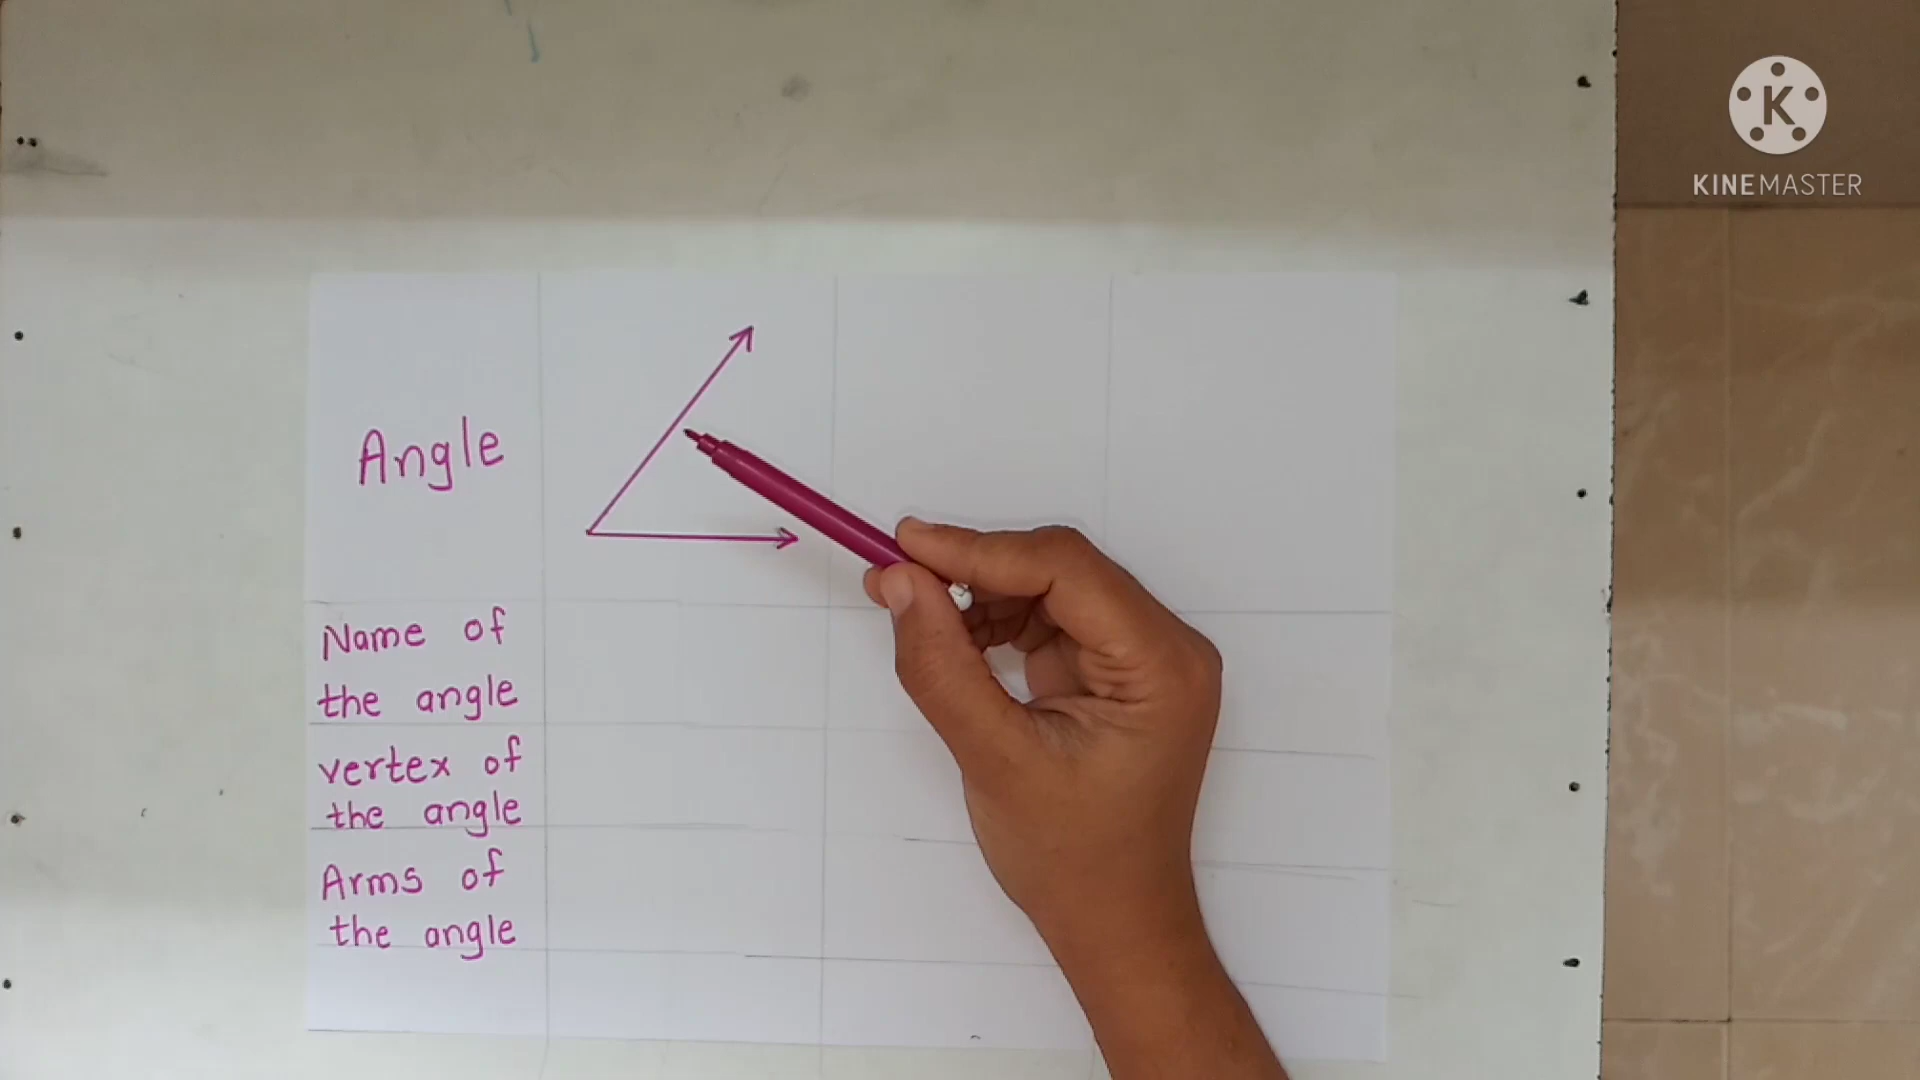 K
KINEMASTER
Angle
Name of
the angle
vertex of
the angle
Arms of
the angle